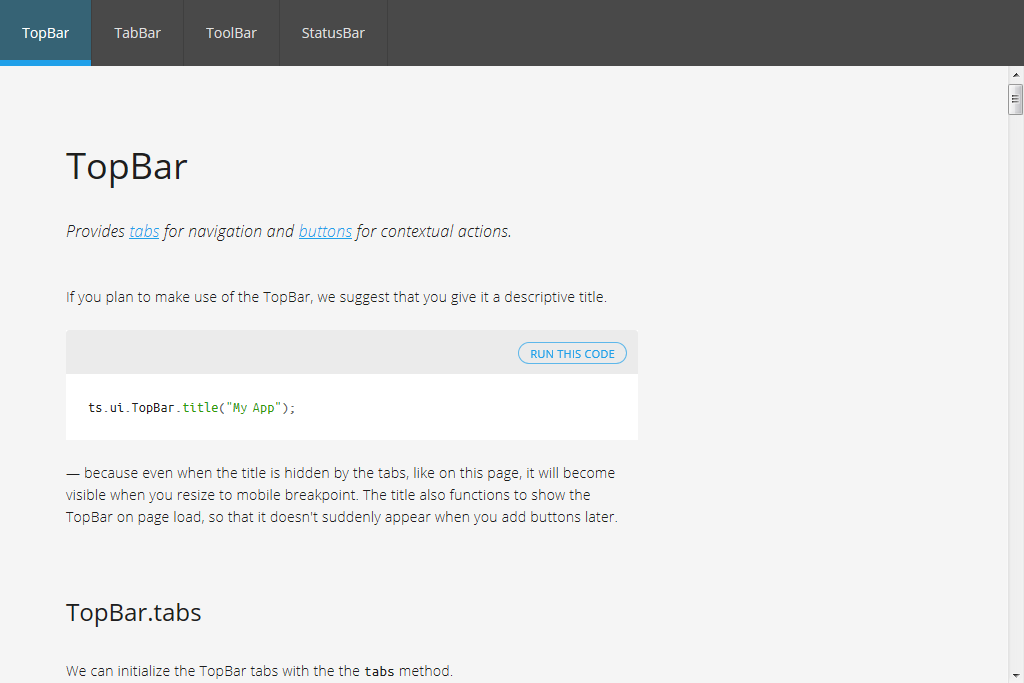 TopBar TabBar ToolBar StatusBar
TopBar
Provides tabs for navigation and buttons for contextual actions.
If you plan to make use of the TopBar, we suggest that you give it a descriptive title.
RUN THIS CODE
ts.ui.TopBar.title("My App");
— because even when the title is hidden by the tabs, like on this page, it will become
visible when you resize to mobile breakpoint. The title also functions to show the
TopBar on page load, so that it doesn't suddenly appear when you add buttons later.
TopBar.tabs
We can initialize the TopBar tabs with the the tabs method.